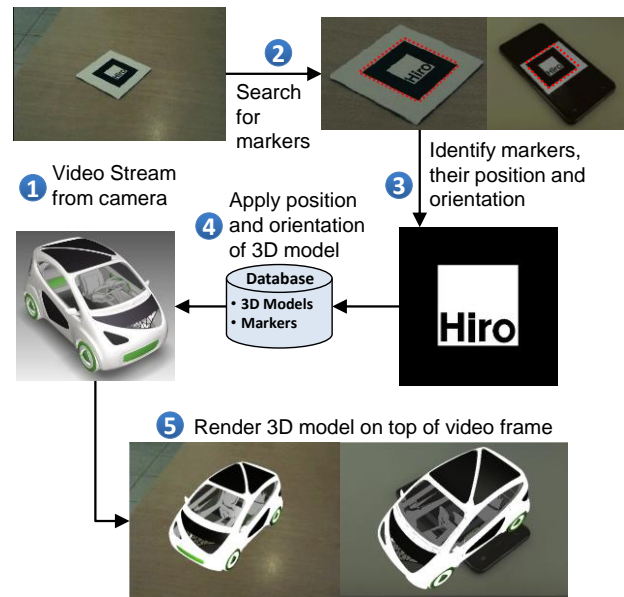 2
Search
for
markers
Hiro
Hiro
Hiro
1
Video Stream
from camera
3
Identify markers,
their position and
orientation
4
Apply position
and orientation
of 3D model
Database
• 3D Models
• Markers
Hiro
5
Render 3D model on top of video frame